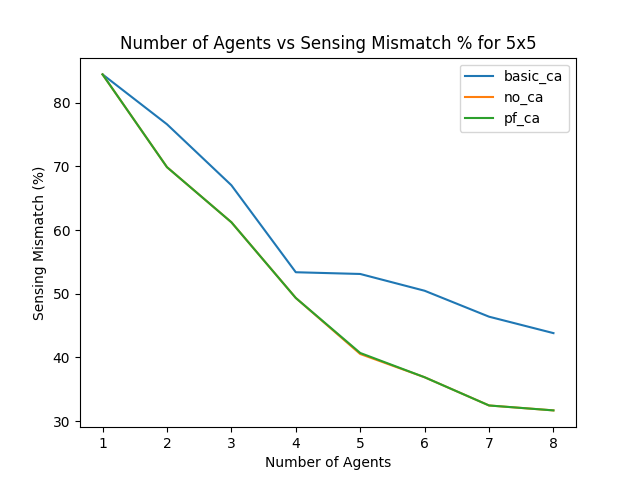 Number of Agents vs Sensing Mismatch % for 5x5
basic_ca
no_ca
pf_ca
Sensing Mismatch (%)
80
70
60
50
40
30
1 2 3 4 5 6 7 8
Number of Agents